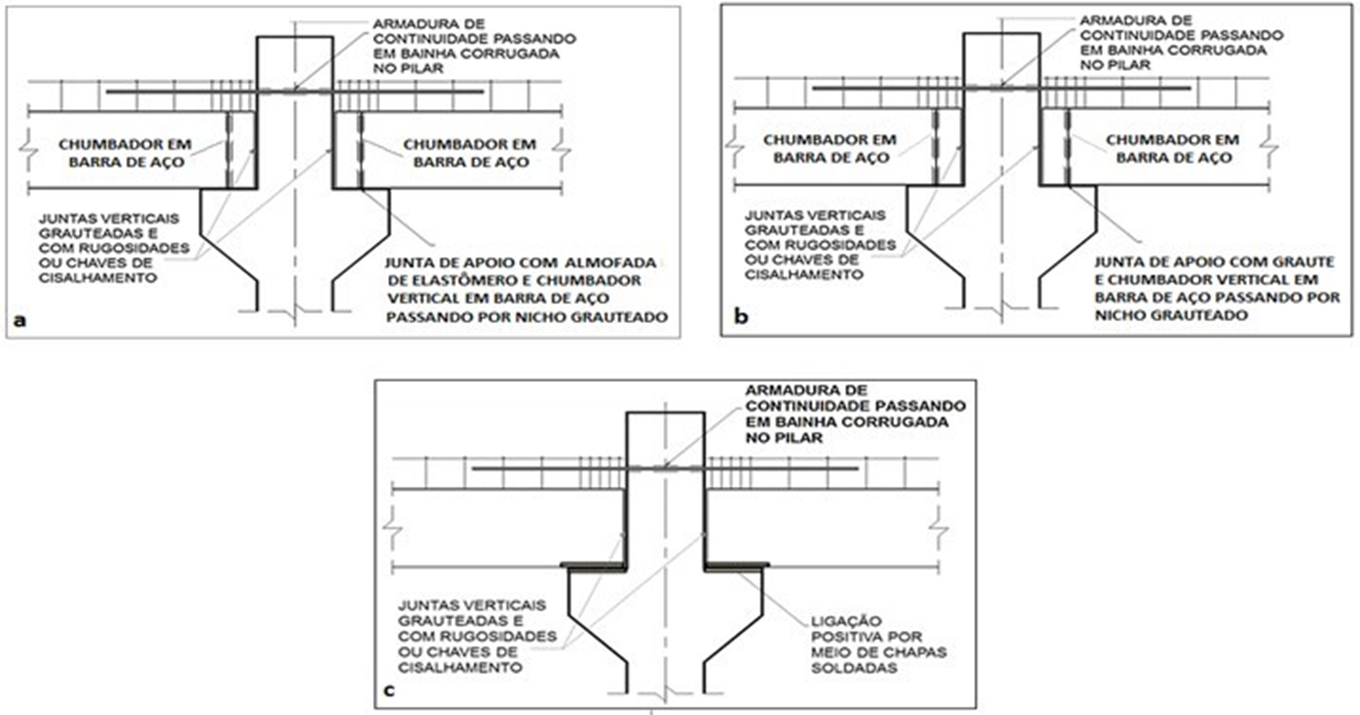 ARMADURA DE
CONTINUIDADE PASSANDO
EM BAINHA CORRUGADA
NO PILAR
CHUMBADOR EM
BARRA DE AÇO
CHUMBADOR EM
BARRA DE AÇO
JUNTAS VERTICAIS
GRAUTEADAS E
COM RUGOSIDADES
OU CHAVES DE
CISALHAMENTO
JUNTA DE APOIO COM ALMOFADA
DE ELASTÔMERO E CHUMBADOR
VERTICAL EM BARRA DE AÇO
PASSANDO POR NICHO GRAUTEADO
a
ARMADURA DE
CONTINUIDADE PASSANDO
EM BAINHA CORRUGADA
NO PILAR
CHUMBADOR EM
BARRA DE AÇO
CHUMBADOR EM
BARRA DE AÇO
JUNTAS VERTICAIS
GRAUTEADAS E
COM RUGOSIDADES
OU CHAVES DE
CISALHAMENTO
JUNTA DE APOIO COM GRAUTE
E CHUMBADOR VERTICAL EM
BARRA DE AÇO PASSANDO POR
NICHO GRAUTEADO
b
ARMADURA DE
CONTINUIDADE PASSANDO
EM BAINHA CORRUGADA
NO PILAR
JUNTAS VERTICAIS
GRAUTEADAS E
COM RUGOSIDADES
OU CHAVES DE
CISALHAMENTO
LIGAÇÃO
POSITIVA POR
MEIO DE CHAPAS
SOLDADAS
c